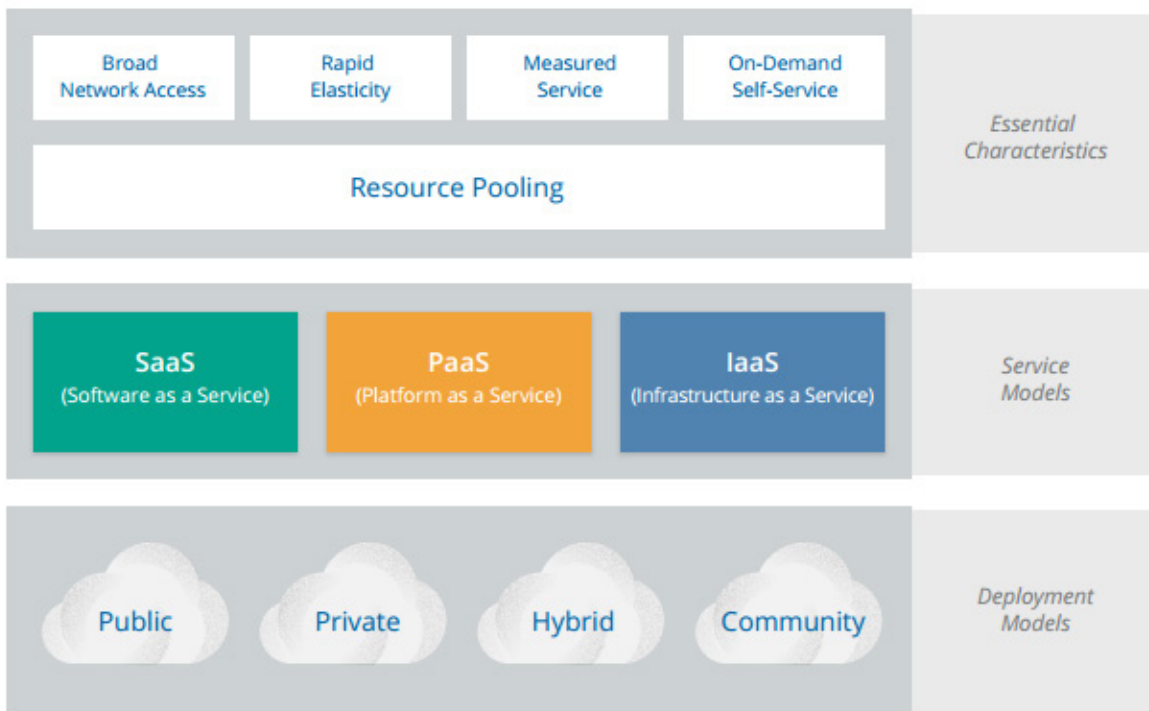 Broad
Network Access
Rapid
Elasticity
Measured
Service
On-Demand
Self-Service
Resource Pooling
Essential
Characteristics
SaaS
(Software as a Service)
PaaS
(Platform as a Service)
IaaS
(Infrastructure as a Service)
Service
Models
Public
Private
Hybrid
Community
Deployment
Models